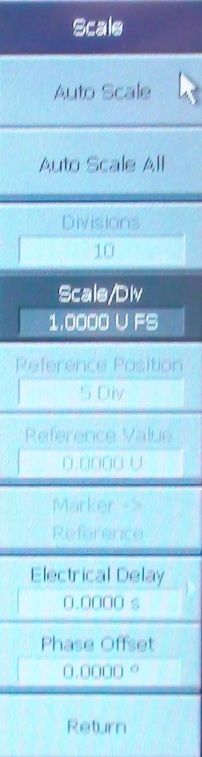 Scale
Auto Scale
Auto Scale All
Divisions
10
Scale/Div
1.0000 U FS
Reference Position
5 Div
Reference Value
0.0000 U
Marker ->
Reference
Electrical Delay
0.0000 s
Phase Offset
0.0000 °
Return